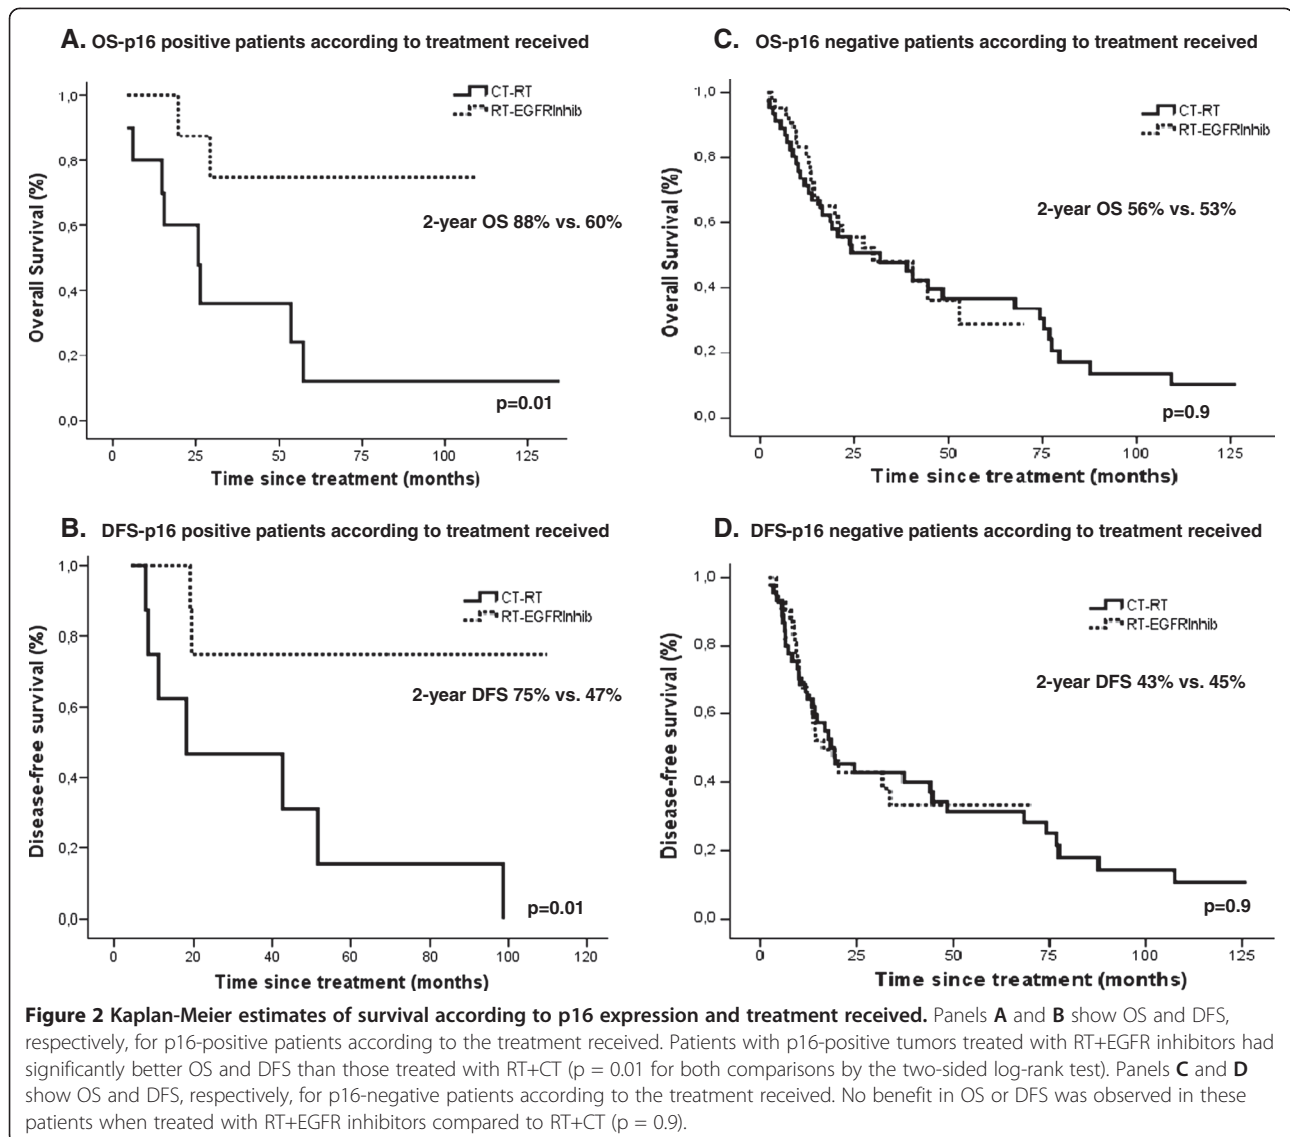 A. OS-p16 positive patients according to treatment received
CT-RT
RT-EGFRInhib
1,0
0,8
0,6
0,4
0,2
0,0
Overall Survival (%)
2-year OS 88% vs. 60%
p=0.01
0 25 50 75 100 125
Time since treatment (months)
C. OS-p16 negative patients according to treatment received
CT-RT
RT-EGFRInhib
1,0
0,8
0,6
0,4
0,2
0,0
Overall Survival (%)
2-year OS 56% vs. 53%
p=0.9
0 25 50 75 100 125
Time since treatment (months)
B. DFS-p16 positive patients according to treatment received
CT-RT
RT-EGFRInhib
1,0
0,8
0,6
0,4
0,2
0,0
Disease-free survival (%)
2-year DFS 75% vs. 47%
p=0.01
0 20 40 60 80 100 120
Time since treatment (months)
D. DFS-p16 negative patients according to treatment received
CT-RT
RT-EGFRInhib
1,0
0,8
0,6
0,4
0,2
0,0
Disease-free survival (%)
2-year DFS 43% vs. 45%
p=0.9
0 25 50 75 100 125
Time since treatment (months)
Figure 2 Kaplan-Meier estimates of survival according to p16 expression and treatment received. Panels A and B show OS and DFS,
respectively, for p16-positive patients according to the treatment received. Patients with p16-positive tumors treated with RT+EGFR inhibitors had
significantly better OS and DFS than those treated with RT+CT (p = 0.01 for both comparisons by the two-sided log-rank test). Panels C and D
show OS and DFS, respectively, for p16-negative patients according to the treatment received. No benefit in OS or DFS was observed in these
patients when treated with RT+EGFR inhibitors compared to RT+CT (p = 0.9).